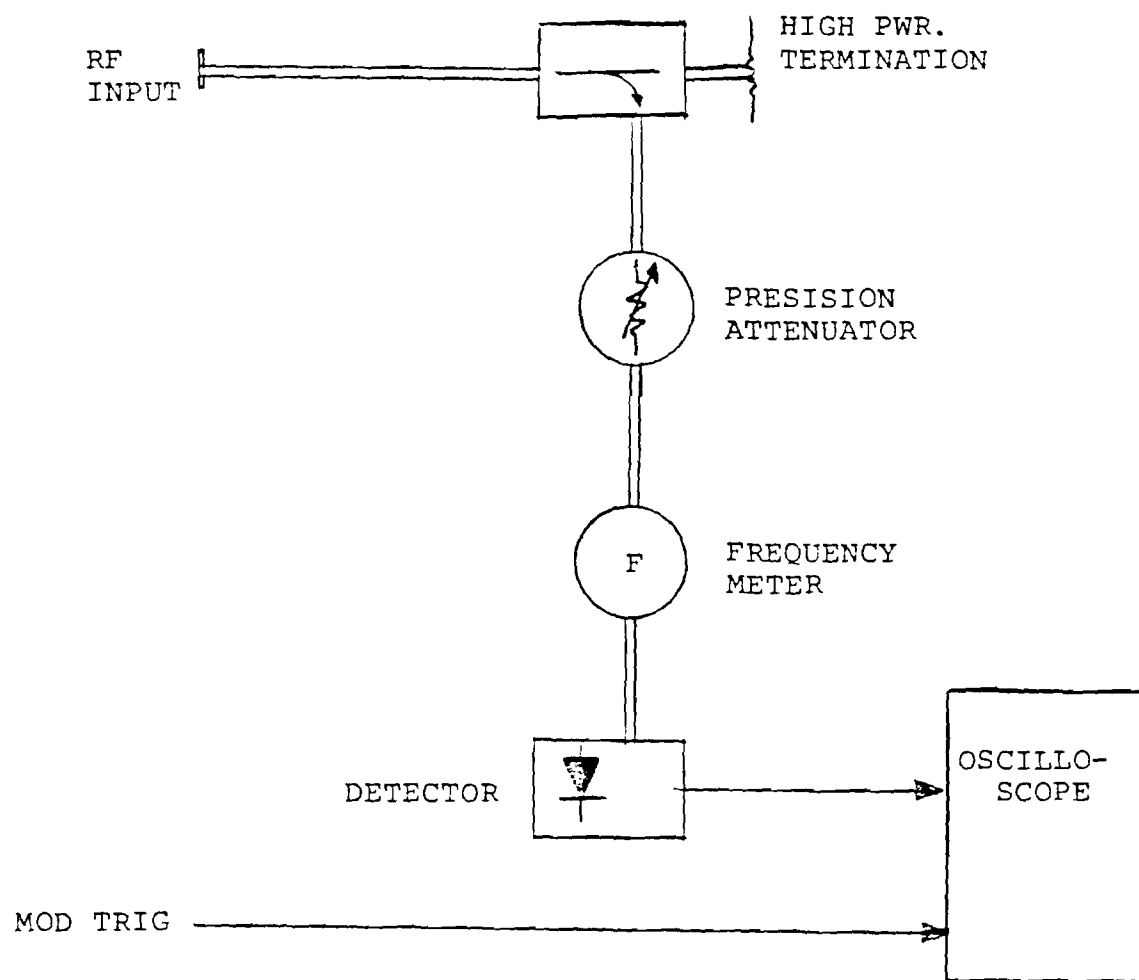 RF
INPUT
HIGH PWR.
TERMINATION
PRESISION
ATTENUATOR
F
FREQUENCY
METER
DETECTOR
OSCILLO-
SCOPE
MOD TRIG